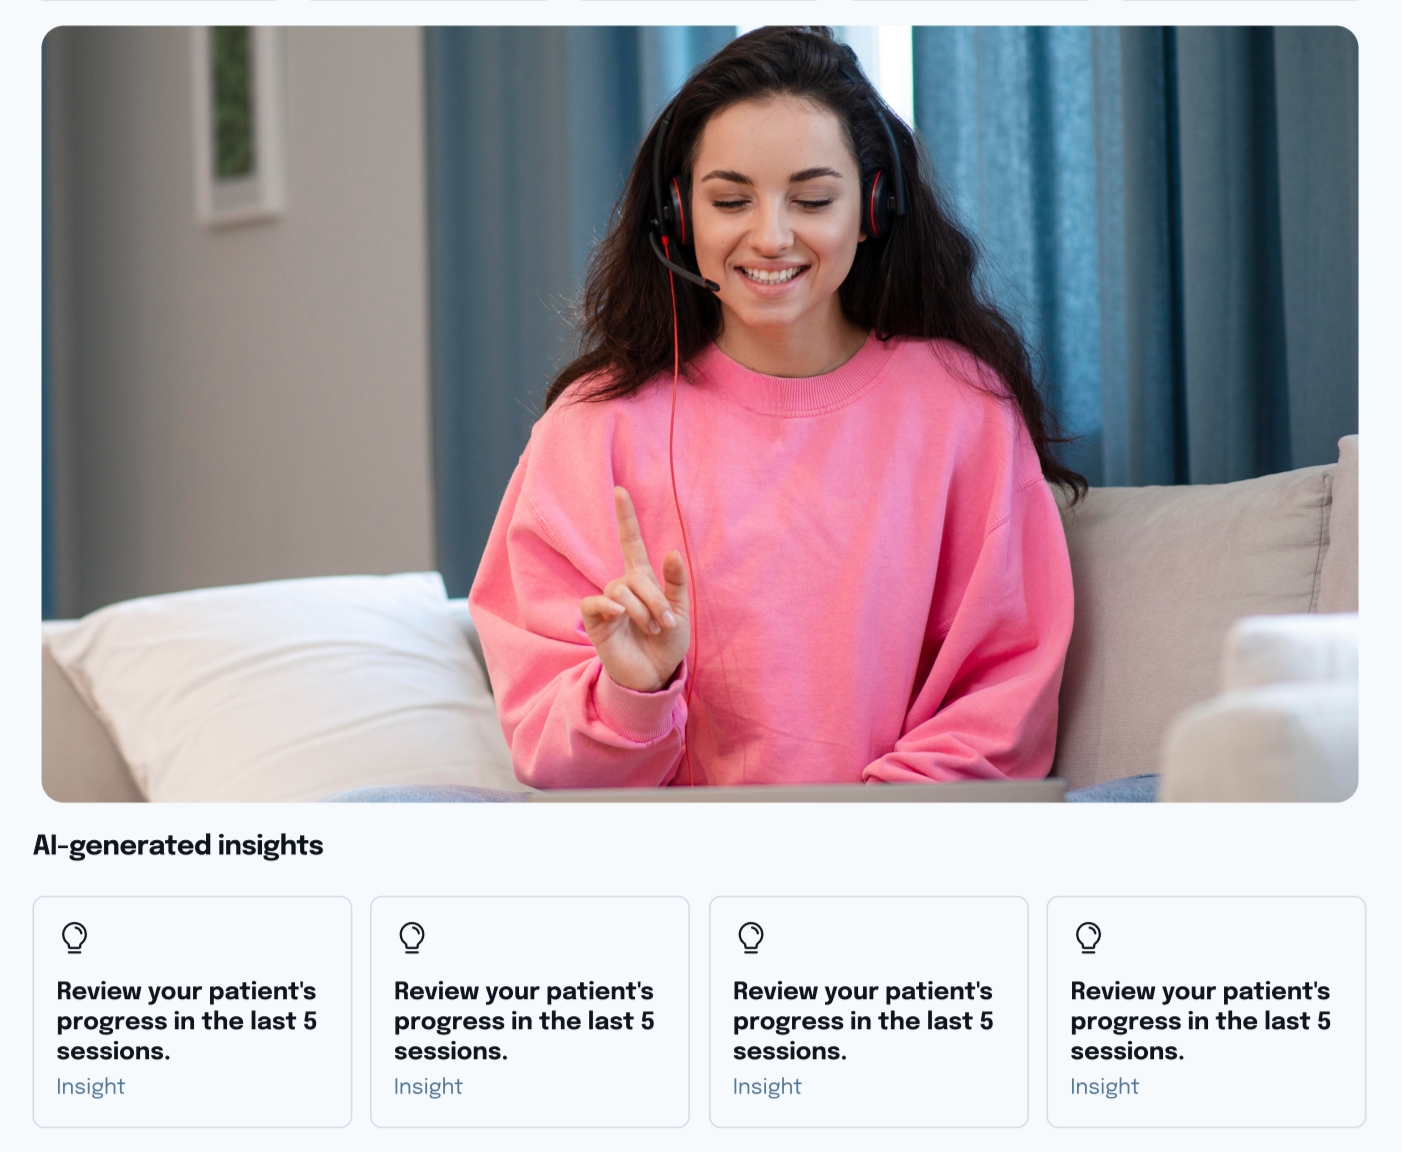 AI-generated insights
Review your patient's
progress in the last 5
sessions.
Insight
Review your patient's
progress in the last 5
sessions.
Insight
Review your patient's
progress in the last 5
sessions.
Insight
Review your patient's
progress in the last 5
sessions.
Insight